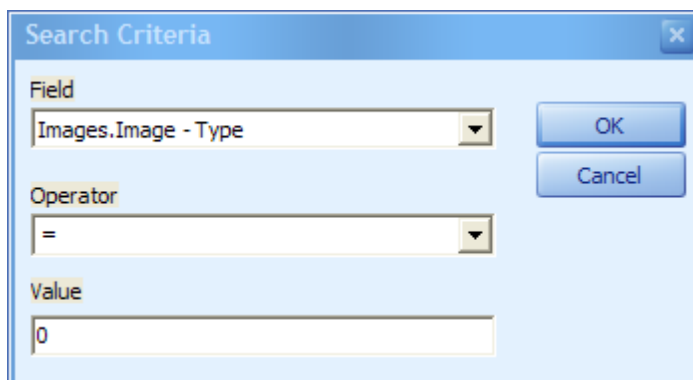 Search Criteria
Field
Images.Image - Type
OK
Cancel
Operator
=
Value
0